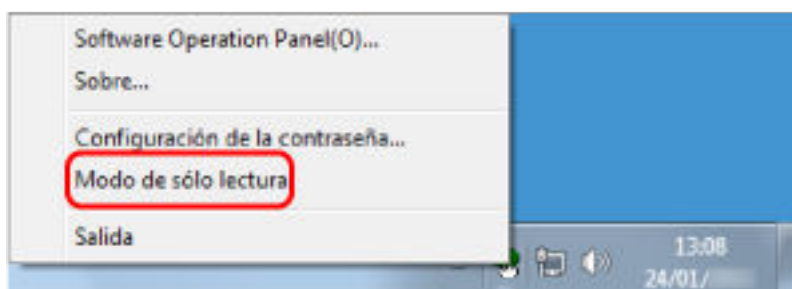 Software Operation Panel(O)...
Sobre...
Configuración de la contraseña...
Modo de sólo lectura
Salida
13:08
24/01/